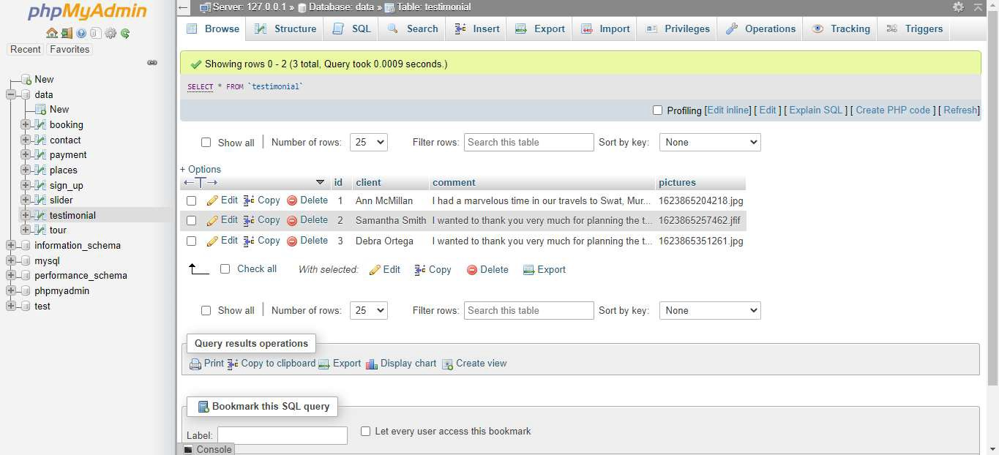 phpMyAdmin
Recent Favorites
New
data
New
booking
contact
payment
places
sign_up
slider
testimonial
tour
information_schema
mysql
performance_schema
phpmyadmin
test
Server: 127.0.0.1 » Database: data » Table: testimonial
Browse Structure SQL Search Insert Export Import Privileges Operations Tracking Triggers
Showing rows 0 - 2 (3 total, Query took 0.0009 seconds.)
SELECT * FROM `testimonial`
Profiling [Edit inline] [ Edit ] [ Explain SQL ] [ Create PHP code ] [ Refresh]
Show all | Number of rows: 25 Filter rows: Search this table Sort by key: None
+ Options
←T→ id client comment pictures
Edit Copy Delete 1 Ann McMillan I had a marvelous time in our travels to Swat, Mur... 1623865204218.jpg
Edit Copy Delete 2 Samantha Smith I wanted to thank you very much for planning the t... 1623865257462.jfif
Edit Copy Delete 3 Debra Ortega I wanted to thank you very much for planning the t... 1623865351261.jpg
Check all With selected: Edit Copy Delete Export
Show all | Number of rows: 25 Filter rows: Search this table Sort by key: None
Query results operations
Print Copy to clipboard Export Display chart Create view
Bookmark this SQL query
Label: Let every user access this bookmark
Console